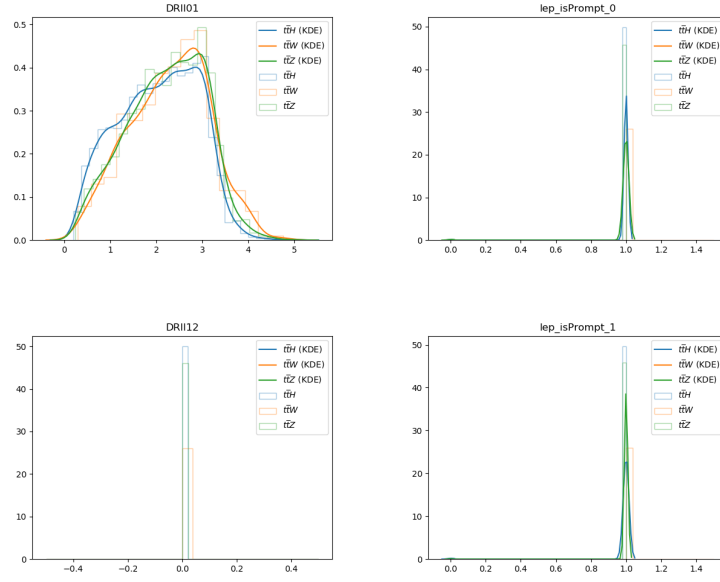 DRll01
0.5
0.4
0.3
0.2
0.1
0.0
0 1 2 3 4 5
tt̄H (KDE)
tt̄W (KDE)
tt̄Z (KDE)
tt̄H
tt̄W
tt̄Z
lep_isPrompt_0
50
40
30
20
10
0
0.0 0.2 0.4 0.6 0.8 1.0 1.2 1.4
tt̄H (KDE)
tt̄W (KDE)
tt̄Z (KDE)
tt̄H
tt̄W
tt̄Z
DRll12
50
40
30
20
10
0
−0.4 −0.2 0.0 0.2 0.4
tt̄H (KDE)
tt̄W (KDE)
tt̄Z (KDE)
tt̄H
tt̄W
tt̄Z
lep_isPrompt_1
50
40
30
20
10
0
0.0 0.2 0.4 0.6 0.8 1.0 1.2 1.4
tt̄H (KDE)
tt̄W (KDE)
tt̄Z (KDE)
tt̄H
tt̄W
tt̄Z